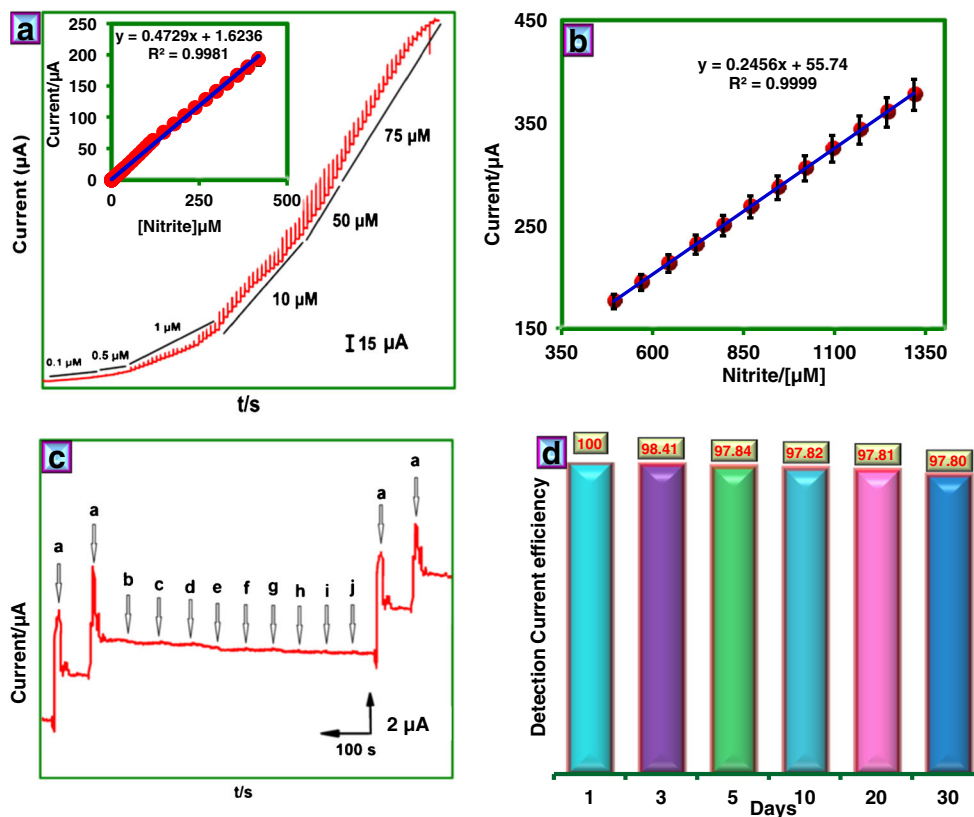 a
250
200
150
100
50
0
Current/µA
y = 0.4729x + 1.6236
R² = 0.9981
0 250 500
[Nitrite]µM
Current (µA)
0.1 µM
0.5 µM
1 µM
10 µM
50 µM
75 µM
15 µA
t/s
b
450
350
250
150
Current/µA
y = 0.2456x + 55.74
R² = 0.9999
350 600 850 1100 1350
Nitrite/[µM]
c
Current/µA
a
a
b c d e f g h i j
a
a
2 µA
100 s
t/s
d
Detection Current efficiency
100 98.41 97.84 97.82 97.81 97.80
1 3 5 10 20 30
Days